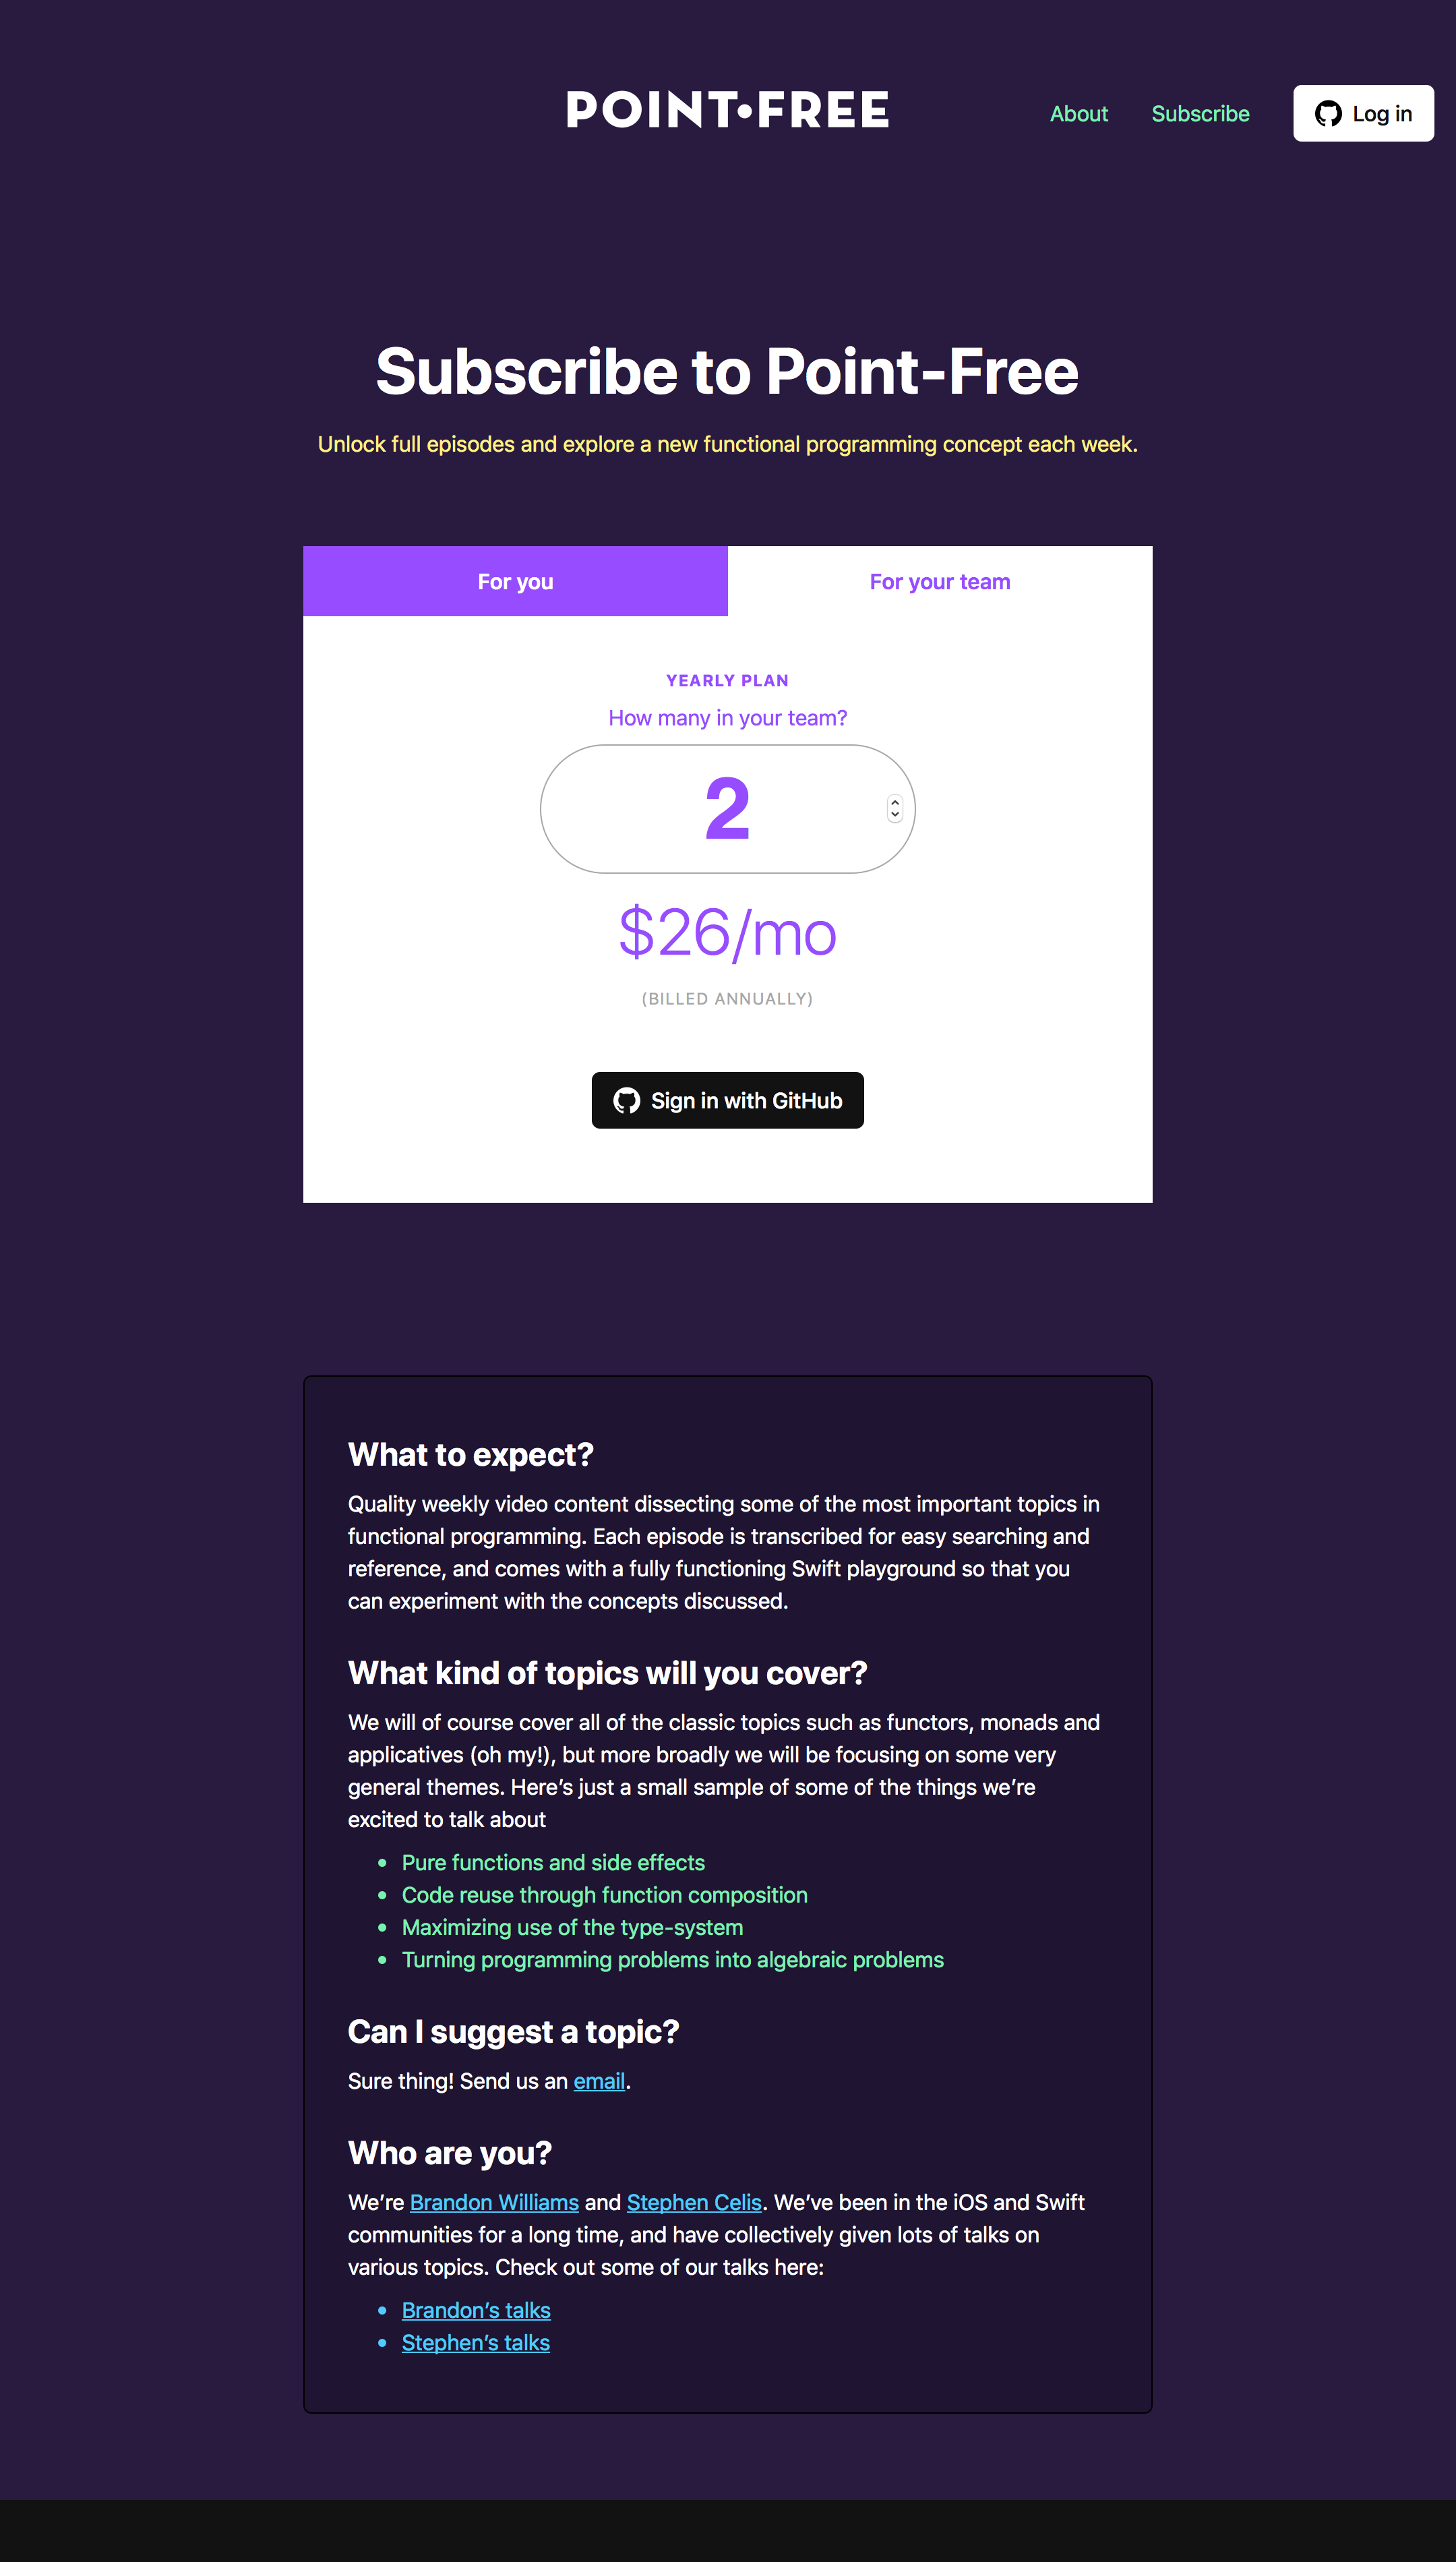 POINT•FREE
About
Subscribe
Log in
Subscribe to Point-Free
Unlock full episodes and explore a new functional programming concept each week.
For you
For your team
YEARLY PLAN
How many in your team?
2
$26/mo
(BILLED ANNUALLY)
Sign in with GitHub
What to expect?
Quality weekly video content dissecting some of the most important topics in
functional programming. Each episode is transcribed for easy searching and
reference, and comes with a fully functioning Swift playground so that you
can experiment with the concepts discussed.
What kind of topics will you cover?
We will of course cover all of the classic topics such as functors, monads and
applicatives (oh my!), but more broadly we will be focusing on some very
general themes. Here’s just a small sample of some of the things we’re
excited to talk about
• Pure functions and side effects
• Code reuse through function composition
• Maximizing use of the type-system
• Turning programming problems into algebraic problems
Can I suggest a topic?
Sure thing! Send us an email.
Who are you?
We’re Brandon Williams and Stephen Celis. We’ve been in the iOS and Swift
communities for a long time, and have collectively given lots of talks on
various topics. Check out some of our talks here:
• Brandon’s talks
• Stephen’s talks